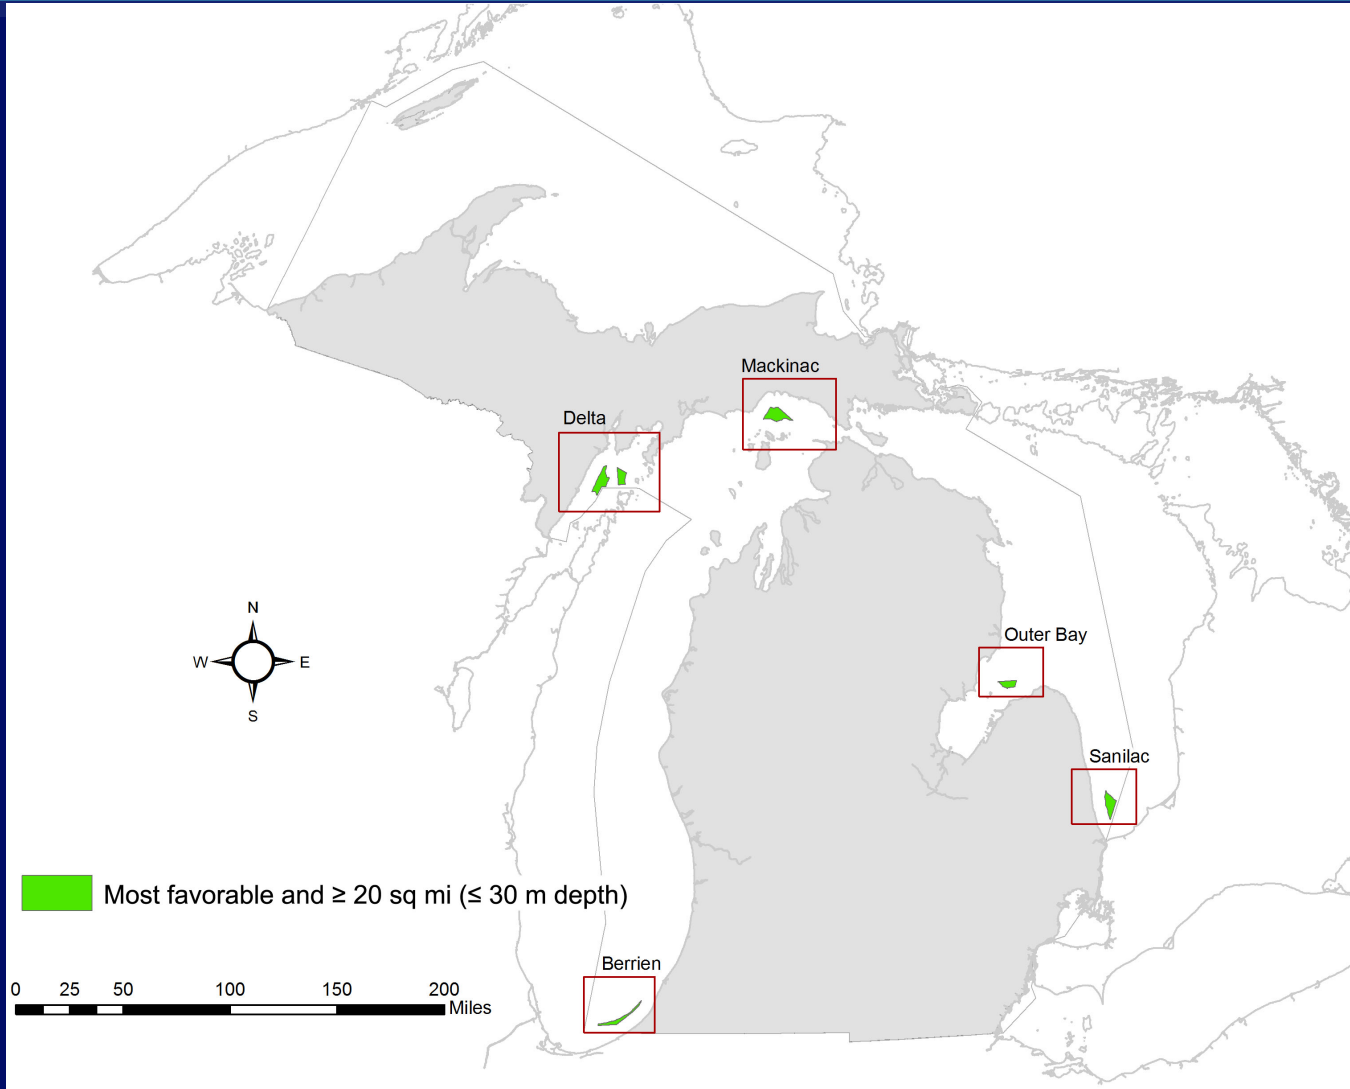 Mackinac
Delta
N
W
E
S
Outer Bay
Sanilac
Most favorable and ≥ 20 sq mi (≤ 30 m depth)
Berrien
0 25 50 100 150 200
Miles